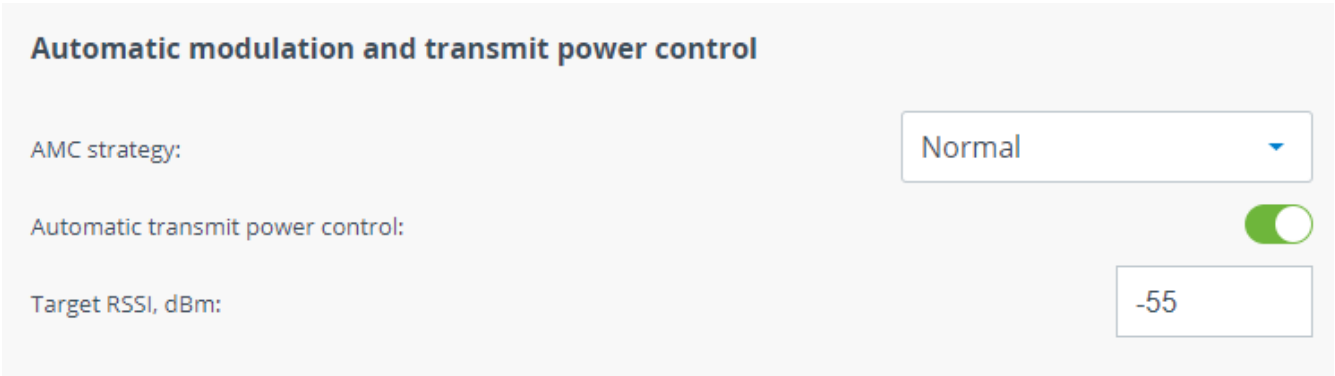 Automatic modulation and transmit power control
AMC strategy: Normal
Automatic transmit power control:
Target RSSI, dBm: -55